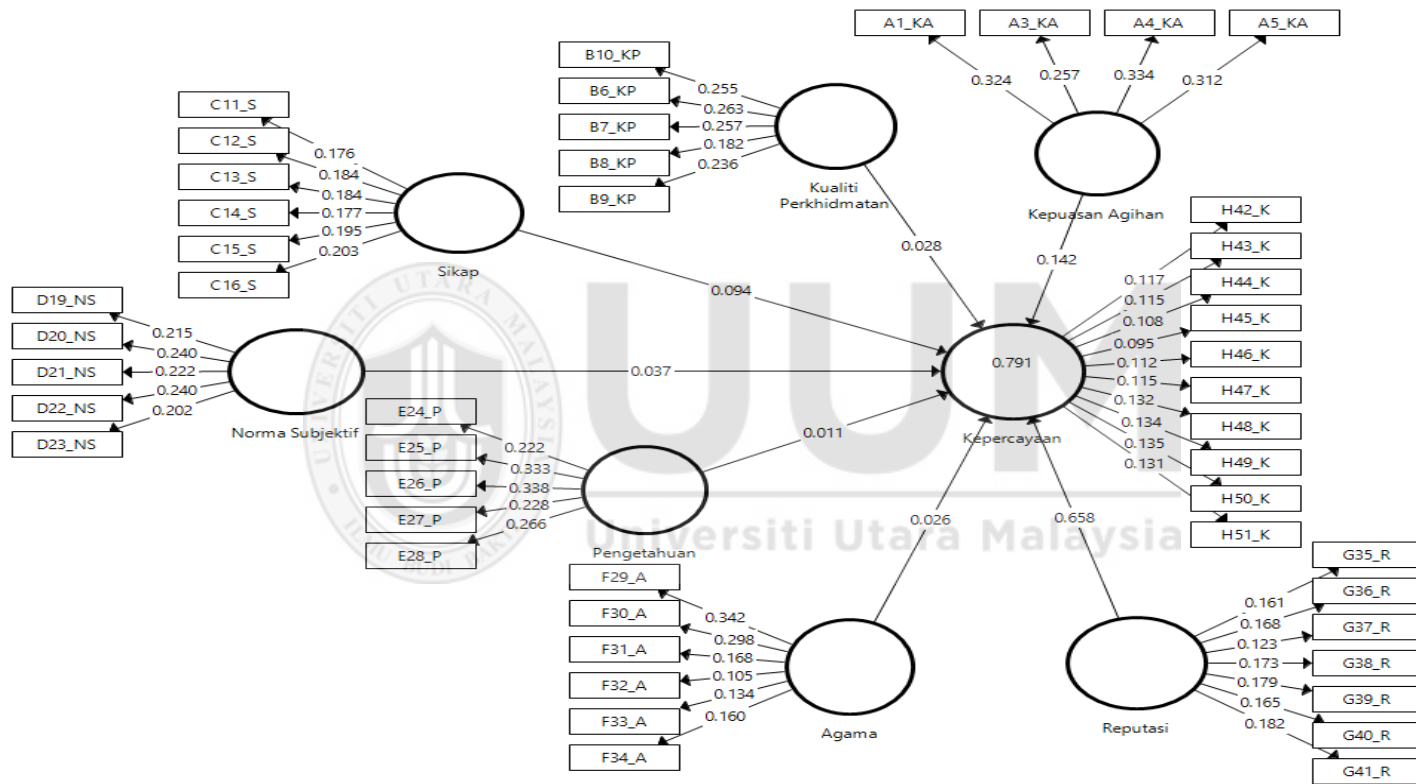 A1_KA
A3_KA
A4_KA
A5_KA
0.324
0.257
0.334
0.312
Kepuasan Agihan
0.142
B10_KP
B6_KP
B7_KP
B8_KP
B9_KP
0.255
0.263
0.257
0.182
0.236
Kualiti
Perkhidmatan
0.028
C11_S
C12_S
C13_S
C14_S
C15_S
C16_S
0.176
0.184
0.184
0.177
0.195
0.203
Sikap
0.094
D19_NS
D20_NS
D21_NS
D22_NS
D23_NS
0.215
0.240
0.222
0.240
0.202
Norma Subjektif
0.037
E24_P
E25_P
E26_P
E27_P
E28_P
0.222
0.333
0.338
0.228
0.266
Pengetahuan
0.011
F29_A
F30_A
F31_A
F32_A
F33_A
F34_A
0.342
0.298
0.168
0.105
0.134
0.160
Agama
0.026
G35_R
G36_R
G37_R
G38_R
G39_R
G40_R
G41_R
0.161
0.168
0.123
0.173
0.179
0.165
0.182
Reputasi
0.658
0.791
Kepercayaan
H42_K
H43_K
H44_K
H45_K
H46_K
H47_K
H48_K
H49_K
H50_K
H51_K
0.117
0.115
0.108
0.095
0.112
0.115
0.132
0.134
0.135
0.131
UUM
Universiti Utara Malaysia
UNIVERSITI UTARA MALAYSIA